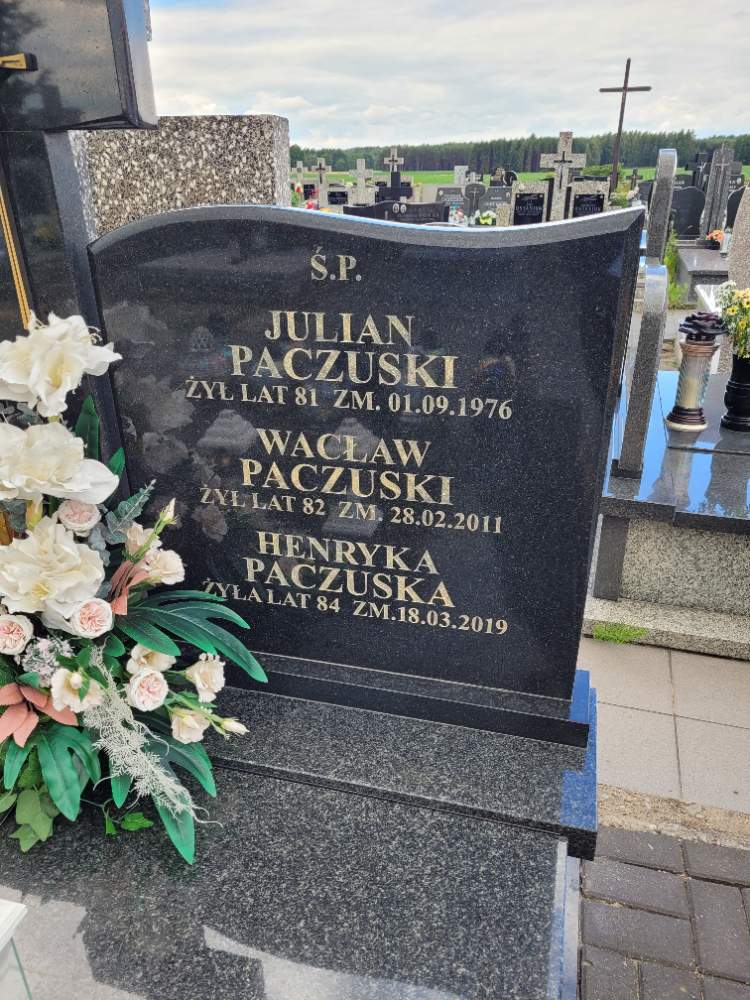 Ś.P.
JULIAN
PACZUSKI
ŻYŁ LAT 81 ZM. 01.09.1976
WACŁAW
PACZUSKI
ŻYŁ LAT 82 ZM. 28.02.2011
HENRYKA
PACZUSKA
ŻYŁA LAT 84 ZM.18.03.2019